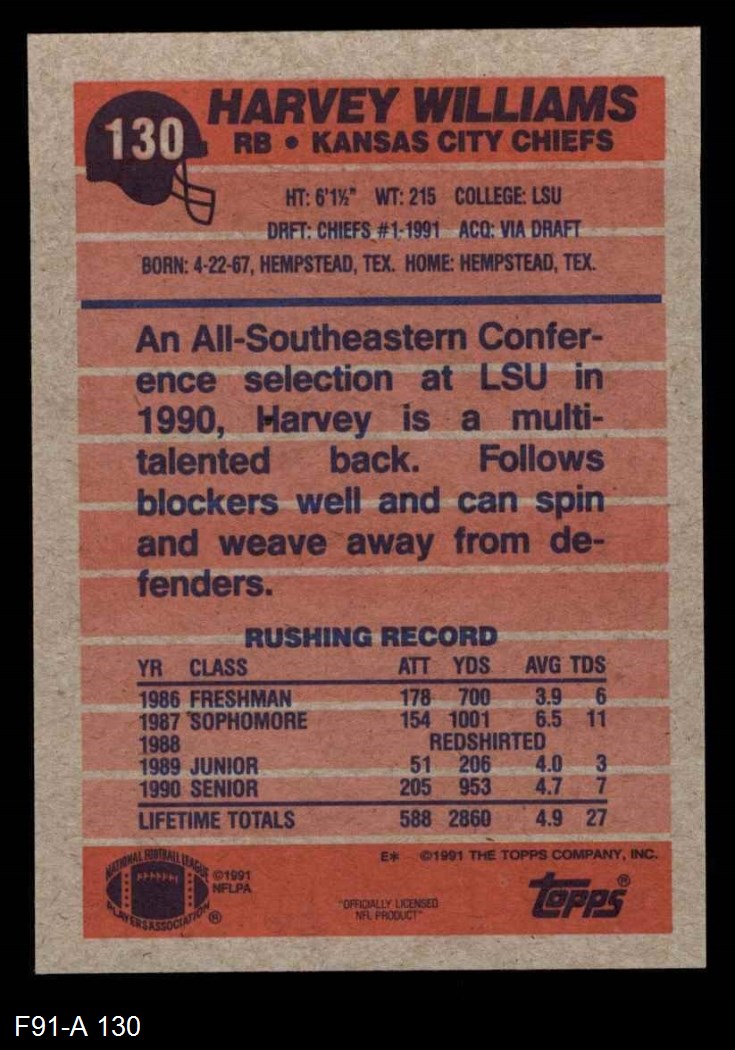 130
HARVEY WILLIAMS
RB • KANSAS CITY CHIEFS
HT: 6'1½" WT: 215 COLLEGE: LSU
DRFT: CHIEFS #1-1991 ACQ: VIA DRAFT
BORN: 4-22-67, HEMPSTEAD, TEX. HOME: HEMPSTEAD, TEX.
An All-Southeastern Confer-
ence selection at LSU in
1990, Harvey is a multi-
talented back. Follows
blockers well and can spin
and weave away from de-
fenders.
RUSHING RECORD
YR CLASS ATT YDS AVG TDS
1986 FRESHMAN 178 700 3.9 6
1987 SOPHOMORE 154 1001 6.5 11
1988 REDSHIRTED
1989 JUNIOR 51 206 4.0 3
1990 SENIOR 205 953 4.7 7
LIFETIME TOTALS 588 2860 4.9 27
E* ©1991 THE TOPPS COMPANY, INC.
NATIONAL FOOTBALL LEAGUE
PLAYERS ASSOCIATION ®
©1991
NFLPA
"OFFICIALLY LICENSED
NFL PRODUCT"
Topps®
F91-A 130